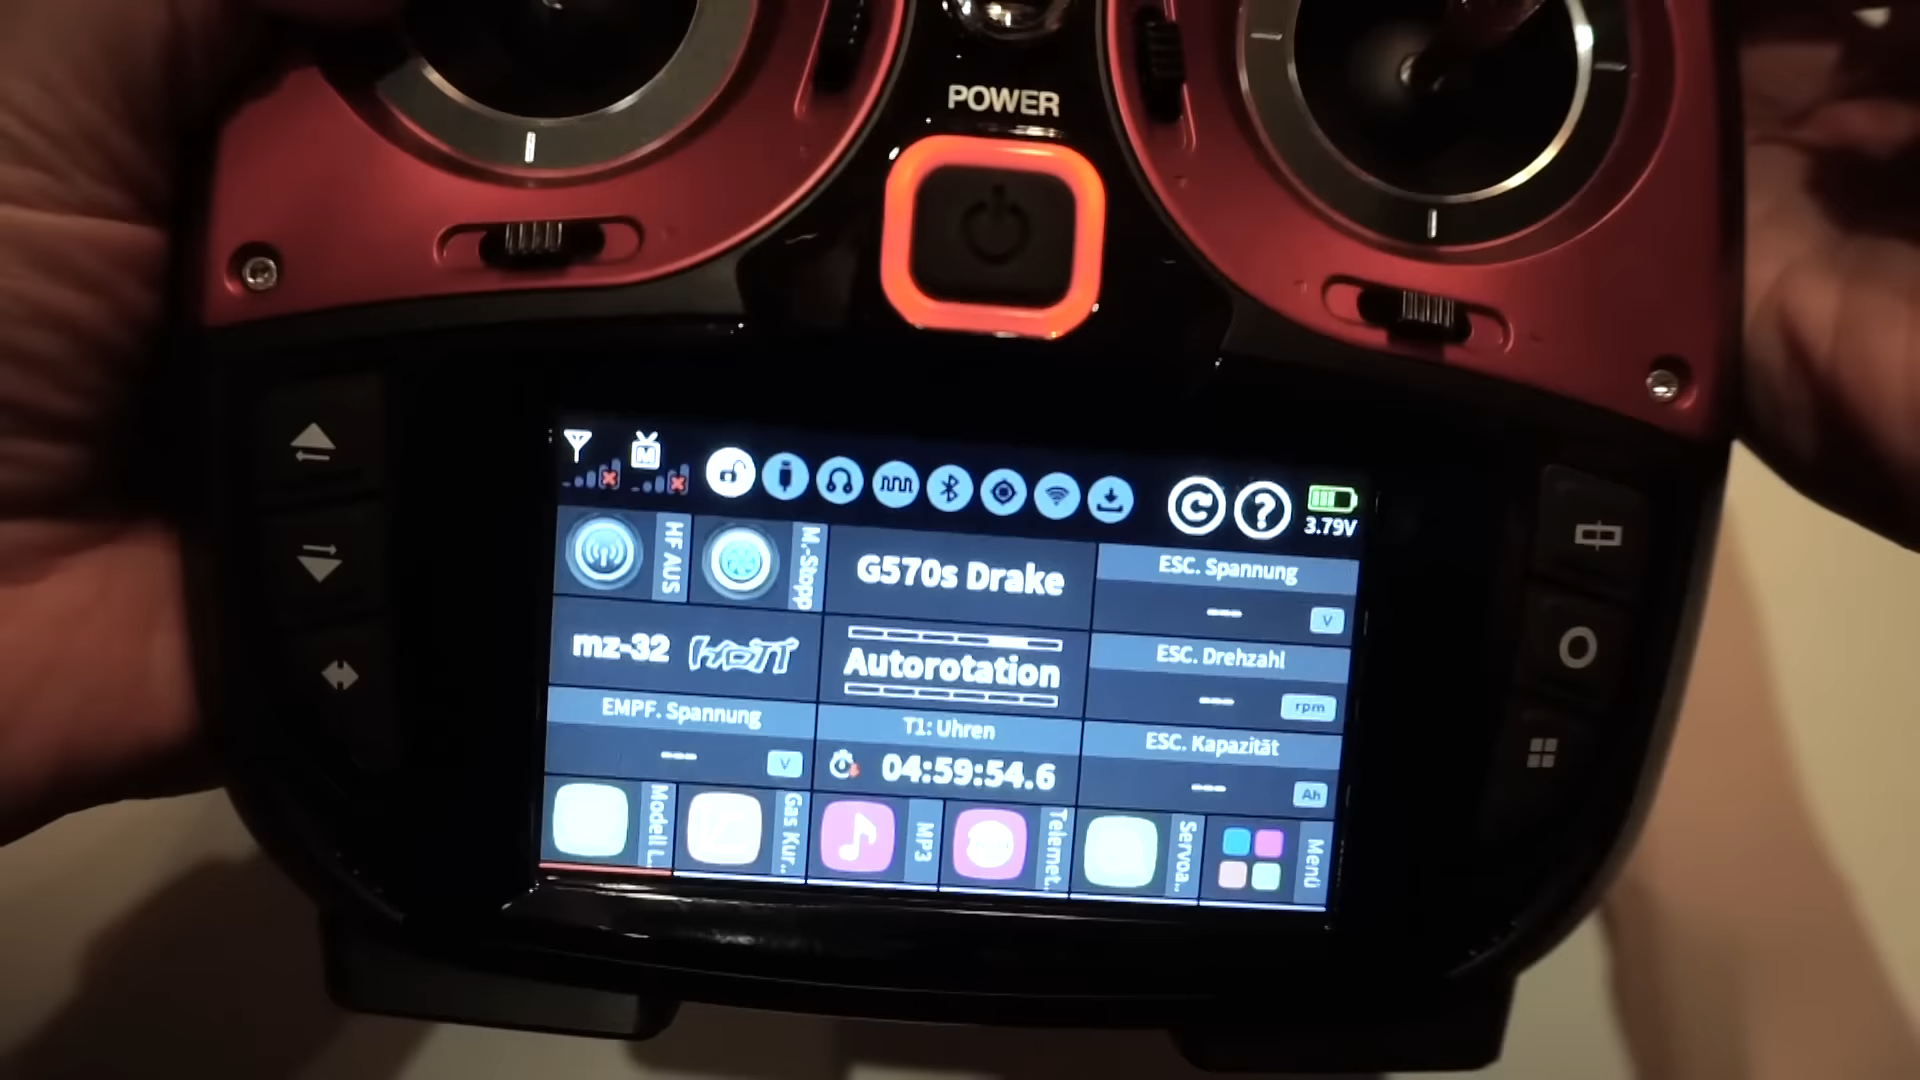 POWER
M
3.79V
HF AUS
M.-Stopp
G570s Drake
ESC. Spannung
--- V
mz-32 HoTT
Autorotation
ESC. Drehzahl
--- rpm
EMPF. Spannung
--- V
T1: Uhren
04:59:54.6
ESC. Kapazität
--- Ah
Modell L..
Gas Kur..
MP3
Telemet..
Servoa..
Menü